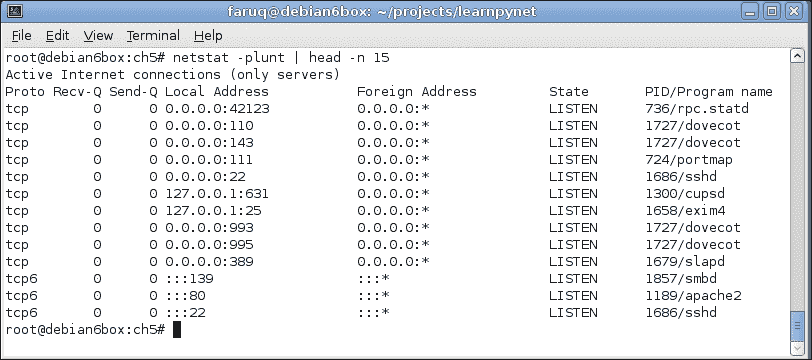 faruq@debian6box: ~/projects/learnpynet
File Edit View Terminal Help
root@debian6box:ch5# netstat -plunt | head -n 15
Active Internet connections (only servers)
Proto Recv-Q Send-Q Local Address           Foreign Address         State       PID/Program name
tcp        0      0 0.0.0.0:42123           0.0.0.0:*               LISTEN      736/rpc.statd
tcp        0      0 0.0.0.0:110             0.0.0.0:*               LISTEN      1727/dovecot
tcp        0      0 0.0.0.0:143             0.0.0.0:*               LISTEN      1727/dovecot
tcp        0      0 0.0.0.0:111             0.0.0.0:*               LISTEN      724/portmap
tcp        0      0 0.0.0.0:22              0.0.0.0:*               LISTEN      1686/sshd
tcp        0      0 127.0.0.1:631           0.0.0.0:*               LISTEN      1300/cupsd
tcp        0      0 127.0.0.1:25            0.0.0.0:*               LISTEN      1658/exim4
tcp        0      0 0.0.0.0:993             0.0.0.0:*               LISTEN      1727/dovecot
tcp        0      0 0.0.0.0:995             0.0.0.0:*               LISTEN      1727/dovecot
tcp        0      0 0.0.0.0:389             0.0.0.0:*               LISTEN      1679/slapd
tcp6       0      0 :::139                  :::*                    LISTEN      1857/smbd
tcp6       0      0 :::80                   :::*                    LISTEN      1189/apache2
tcp6       0      0 :::22                   :::*                    LISTEN      1686/sshd
root@debian6box:ch5#